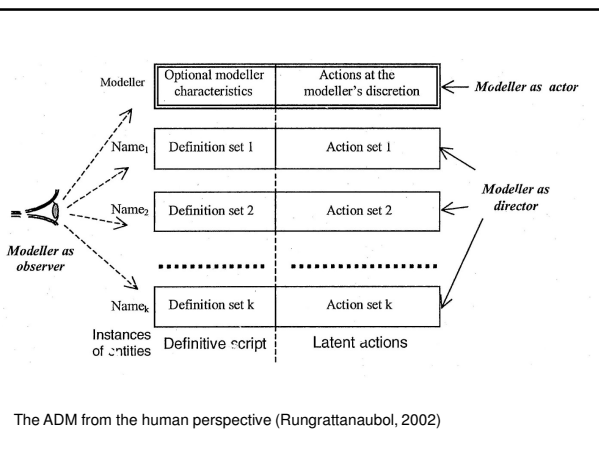 Modeller
Optional modeller
characteristics
Actions at the
modeller's discretion
Modeller as actor
Name1
Definition set 1
Action set 1
Name2
Definition set 2
Action set 2
Modeller as
director
Modeller as
observer
Namek
Definition set k
Action set k
Instances
of entities
Definitive script
Latent actions
The ADM from the human perspective (Rungrattanaubol, 2002)